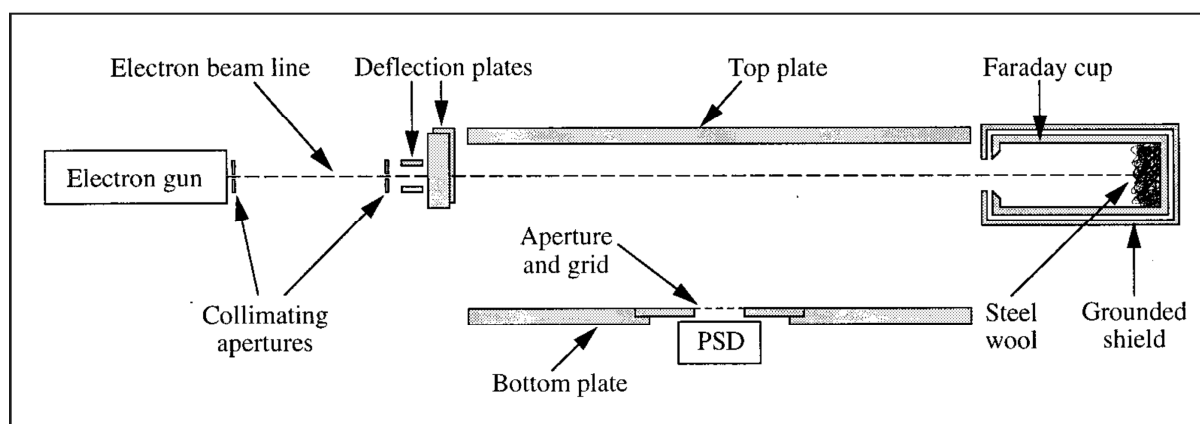 Electron beam line
Deflection plates
Top plate
Faraday cup
Electron gun
Aperture
and grid
Collimating
apertures
PSD
Bottom plate
Steel
wool
Grounded
shield